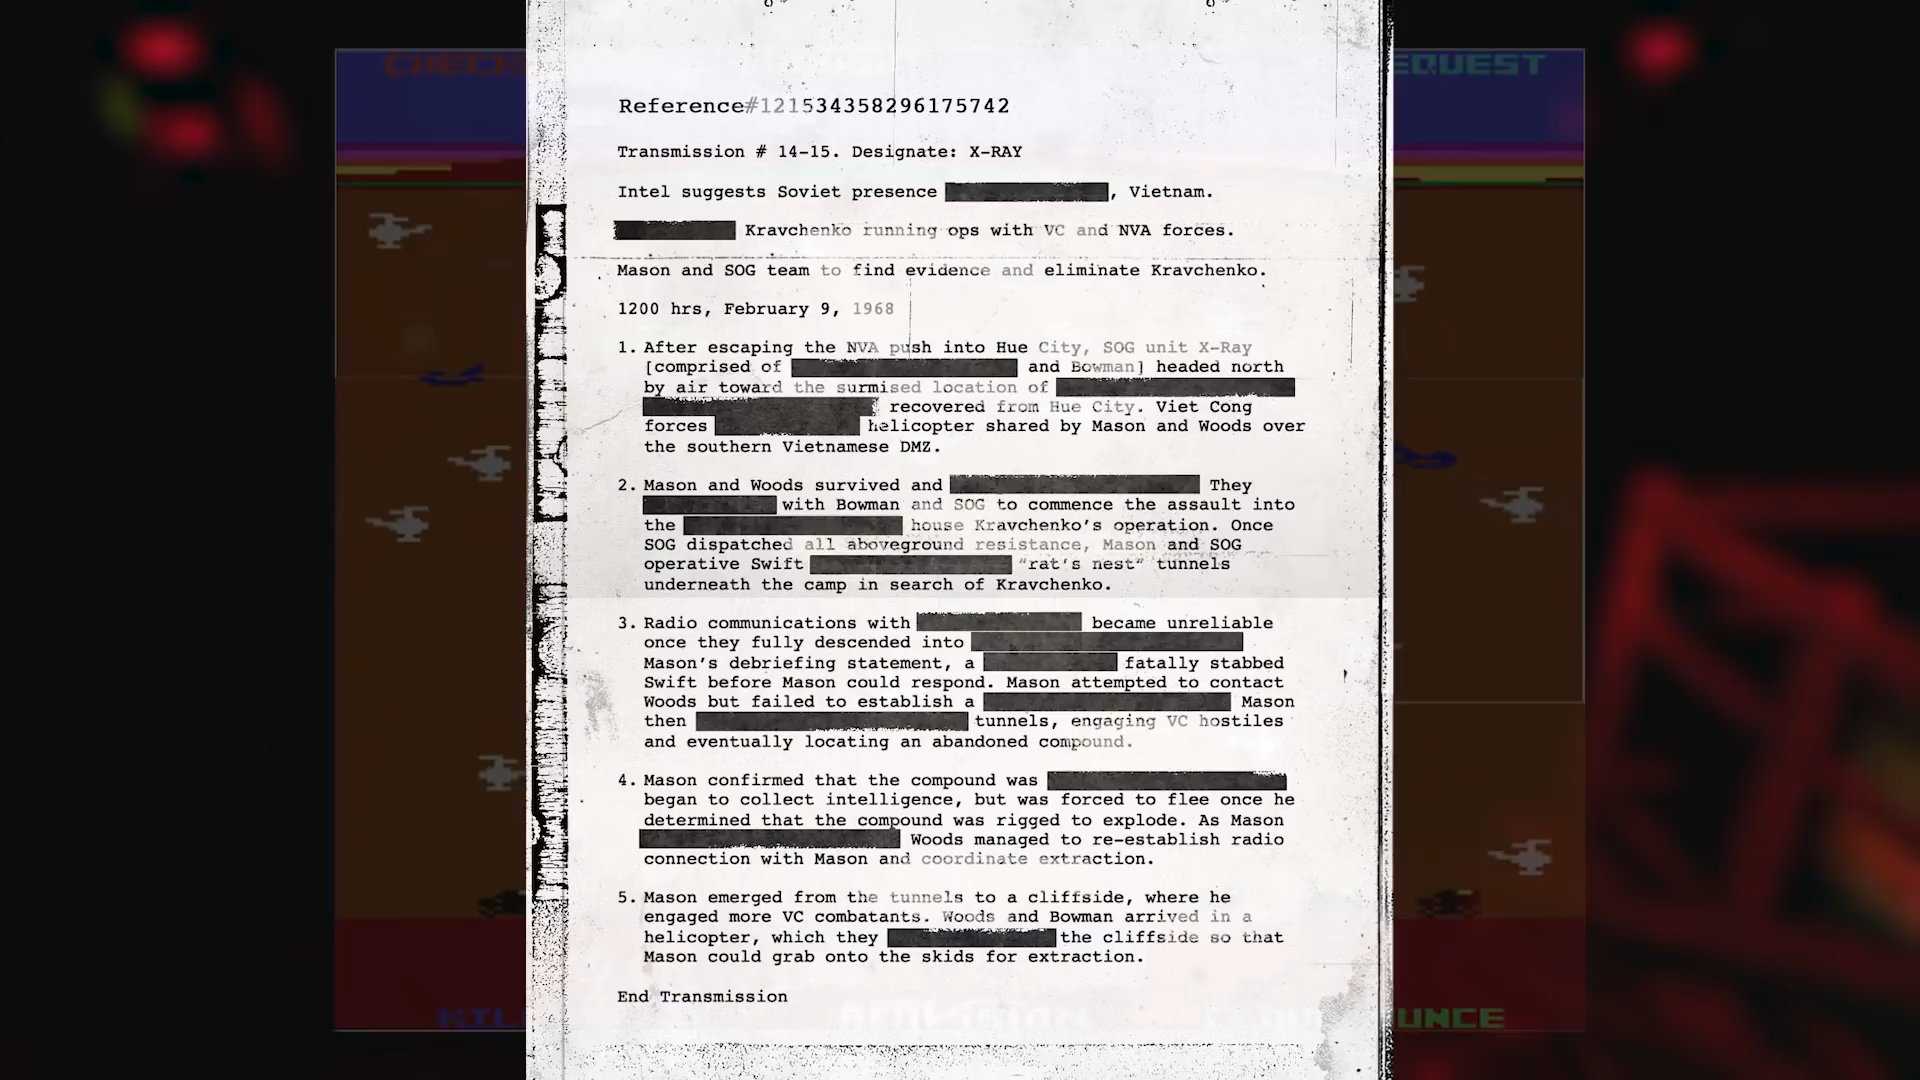 Reference#121534358296175742
Transmission # 14-15. Designate: X-RAY
Intel suggests Soviet presence , Vietnam.
Kravchenko running ops with VC and NVA forces.
Mason and SOG team to find evidence and eliminate Kravchenko.
1200 hrs, February 9, 1968
1. After escaping the NVA push into Hue City, SOG unit X-Ray
[comprised of and Bowman] headed north
by air toward the surmised location of
recovered from Hue City. Viet Cong
forces helicopter shared by Mason and Woods over
the southern Vietnamese DMZ.
2. Mason and Woods survived and They
with Bowman and SOG to commence the assault into
the house Kravchenko's operation. Once
SOG dispatched all aboveground resistance, Mason and SOG
operative Swift "rat's nest" tunnels
underneath the camp in search of Kravchenko.
3. Radio communications with became unreliable
once they fully descended into
Mason's debriefing statement, a fatally stabbed
Swift before Mason could respond. Mason attempted to contact
Woods but failed to establish a Mason
then tunnels, engaging VC hostiles
and eventually locating an abandoned compound.
4. Mason confirmed that the compound was
began to collect intelligence, but was forced to flee once he
determined that the compound was rigged to explode. As Mason
Woods managed to re-establish radio
connection with Mason and coordinate extraction.
5. Mason emerged from the tunnels to a cliffside, where he
engaged more VC combatants. Woods and Bowman arrived in a
helicopter, which they the cliffside so that
Mason could grab onto the skids for extraction.
End Transmission